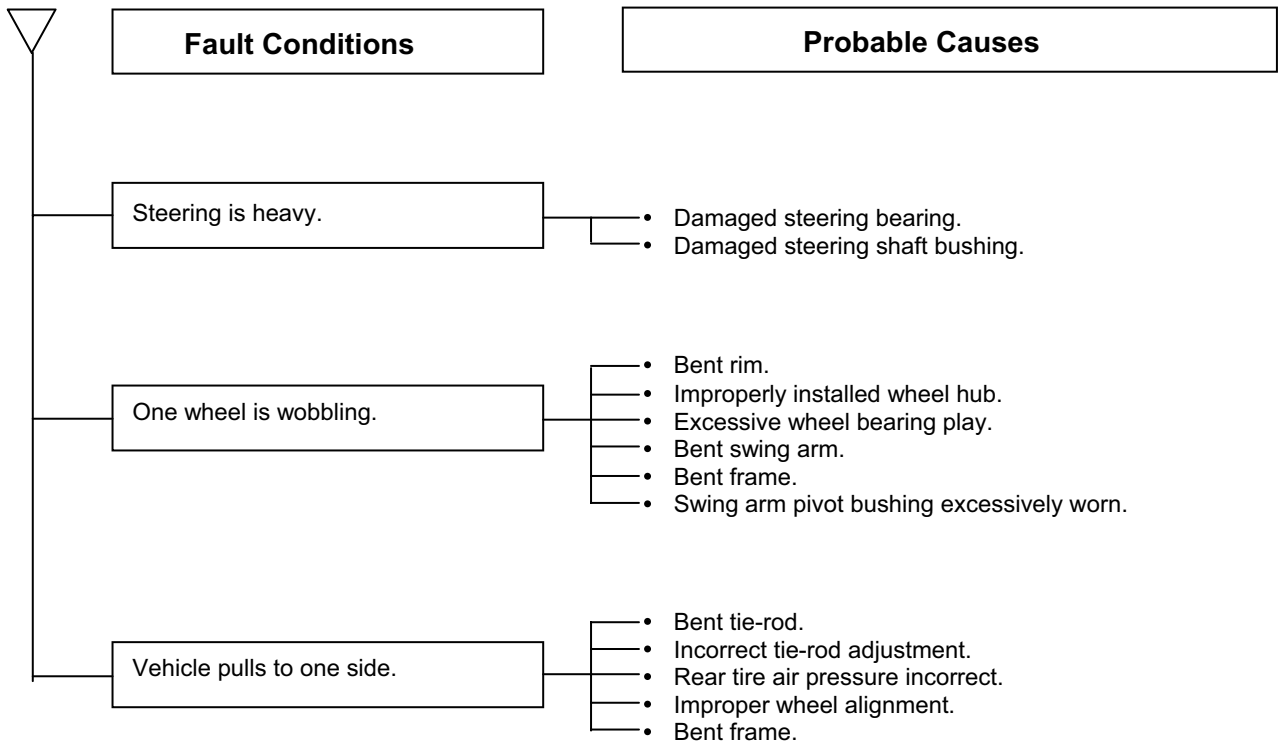 Fault Conditions
Probable Causes
Steering is heavy.
• Damaged steering bearing.
• Damaged steering shaft bushing.
One wheel is wobbling.
• Bent rim.
• Improperly installed wheel hub.
• Excessive wheel bearing play.
• Bent swing arm.
• Bent frame.
• Swing arm pivot bushing excessively worn.
Vehicle pulls to one side.
• Bent tie-rod.
• Incorrect tie-rod adjustment.
• Rear tire air pressure incorrect.
• Improper wheel alignment.
• Bent frame.